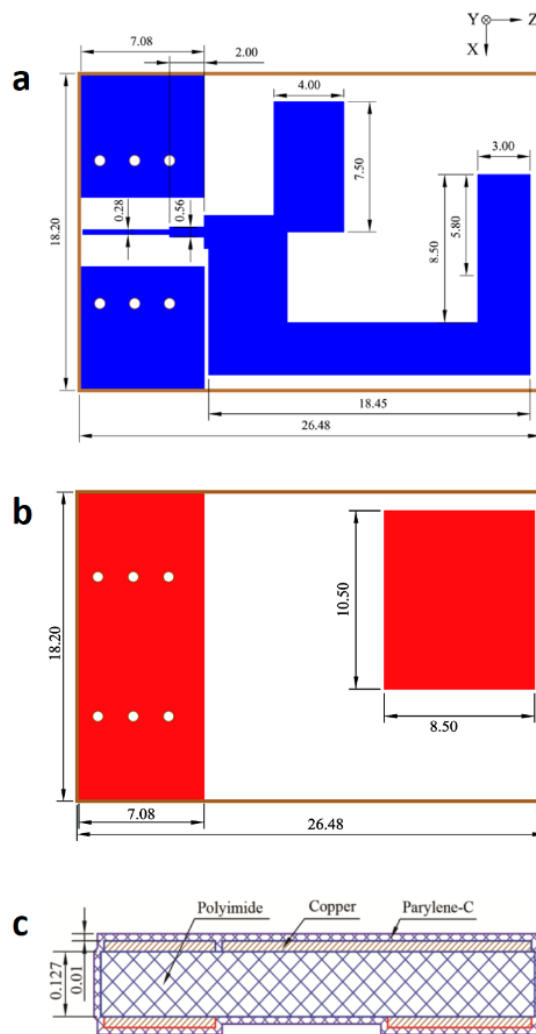 Y
Z
X
a
7.08
2.00
4.00
7.50
3.00
0.28
0.56
18.20
8.50
5.80
18.45
26.48
b
18.20
10.50
8.50
7.08
26.48
c
Polyimide
Copper
Parylene-C
0.127
0.01